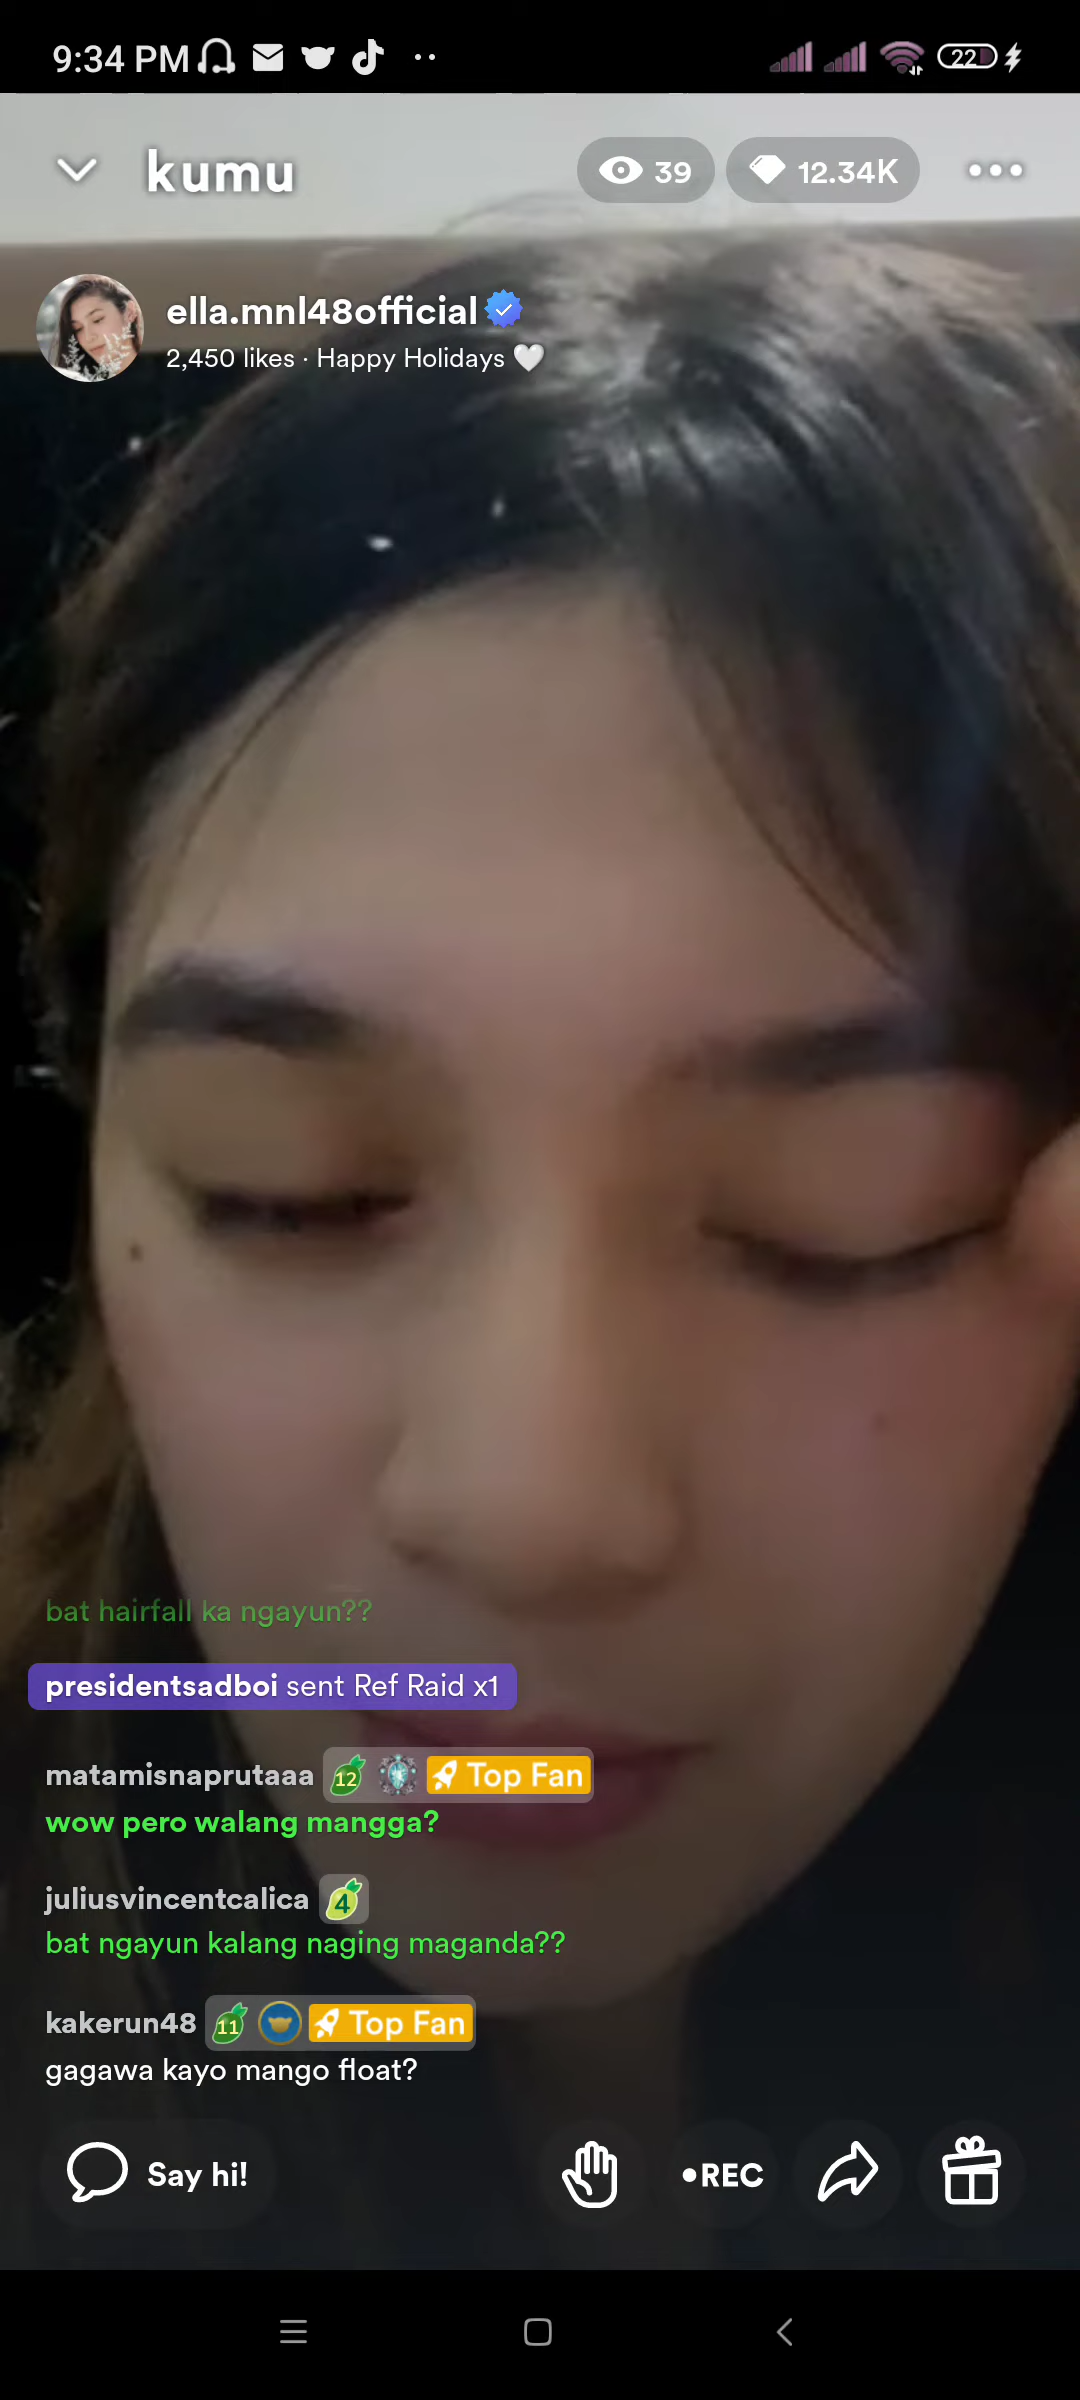 9:34 PM
22
kumu
39
12.34K
ella.mnl48official
2,450 likes · Happy Holidays 🤍
bat hairfall ka ngayun??
presidentsadboi sent Ref Raid x1
matamisnaprutaaa 12 Top Fan
wow pero walang mangga?
juliusvincentcalica 4
bat ngayun kalang naging maganda??
kakerun48 11 Top Fan
gagawa kayo mango float?
Say hi!
•REC